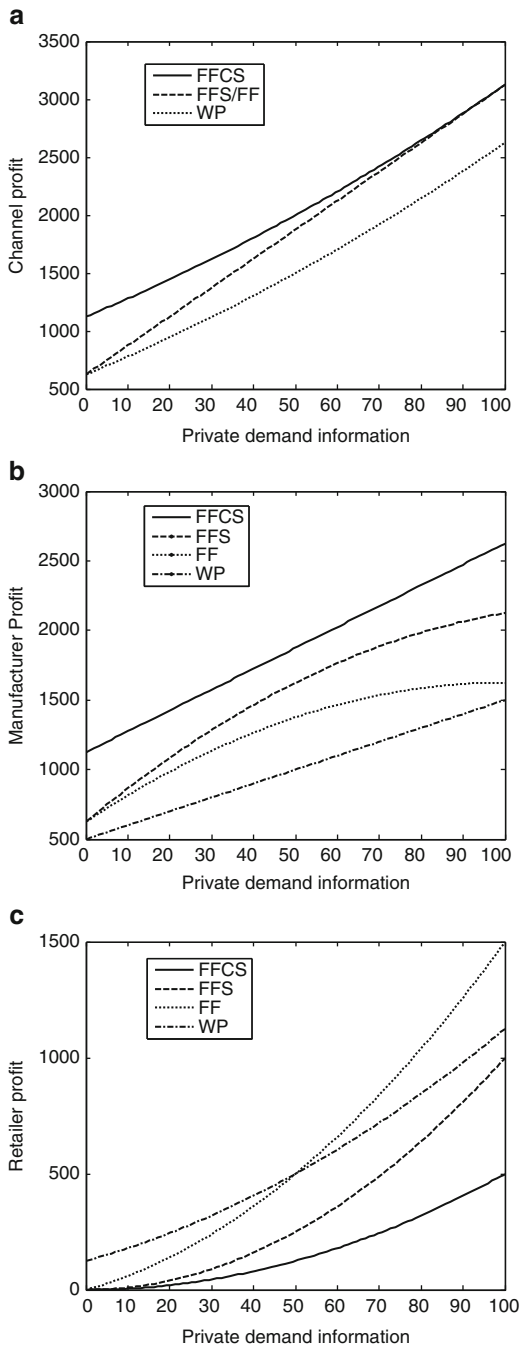 a
3500
3000
2500
2000
1500
1000
500
Channel profit
FFCS
FFS/FF
WP
0 10 20 30 40 50 60 70 80 90 100
Private demand information
b
3000
2500
2000
1500
1000
500
Manufacturer Profit
FFCS
FFS
FF
WP
0 10 20 30 40 50 60 70 80 90 100
Private demand information
c
1500
1000
500
0
Retailer profit
FFCS
FFS
FF
WP
0 10 20 30 40 50 60 70 80 90 100
Private demand information